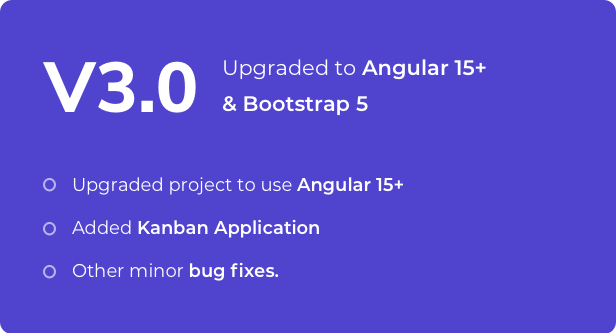 V3.0
Upgraded to Angular 15+
& Bootstrap 5
Upgraded project to use Angular 15+
Added Kanban Application
Other minor bug fixes.